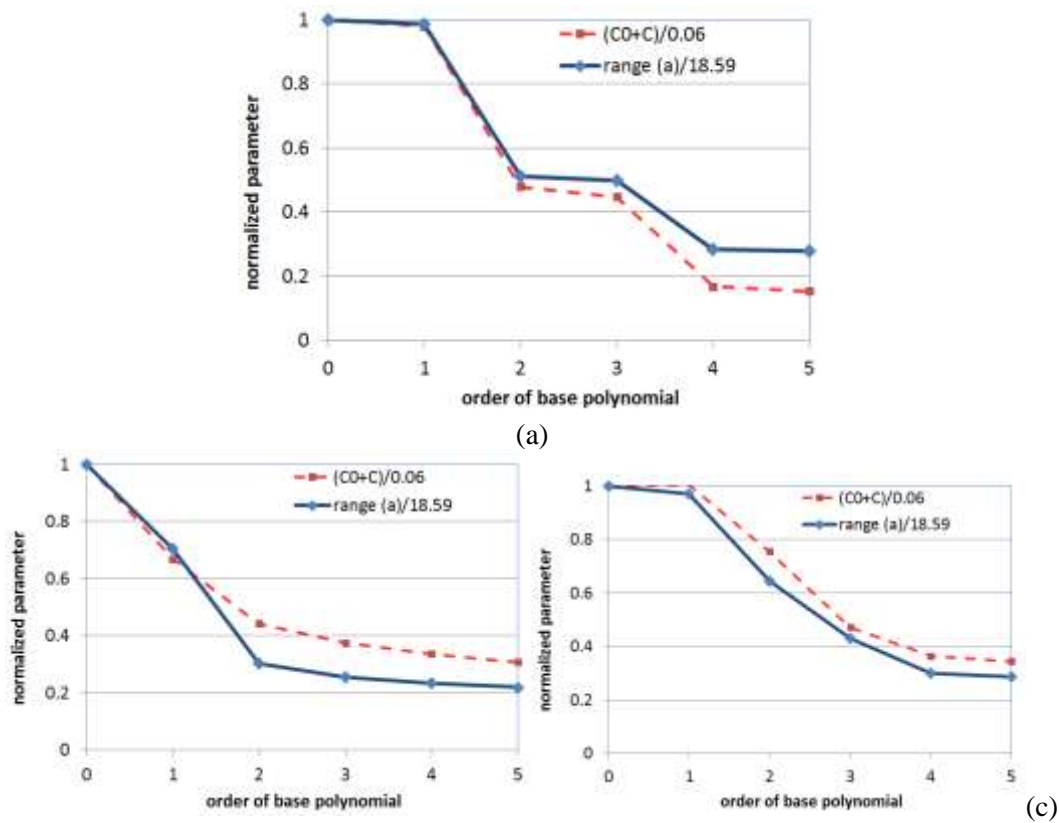 1
0.8
0.6
0.4
0.2
0
normalized parameter
(C0+C)/0.06
range (a)/18.59
0 1 2 3 4 5
order of base polynomial
(a)
1
0.8
0.6
0.4
0.2
0
normalized parameter
(C0+C)/0.06
range (a)/18.59
0 1 2 3 4 5
order of base polynomial
1
0.8
0.6
0.4
0.2
0
normalized parameter
(C0+C)/0.06
range (a)/18.59
0 1 2 3 4 5
order of base polynomial
(c)